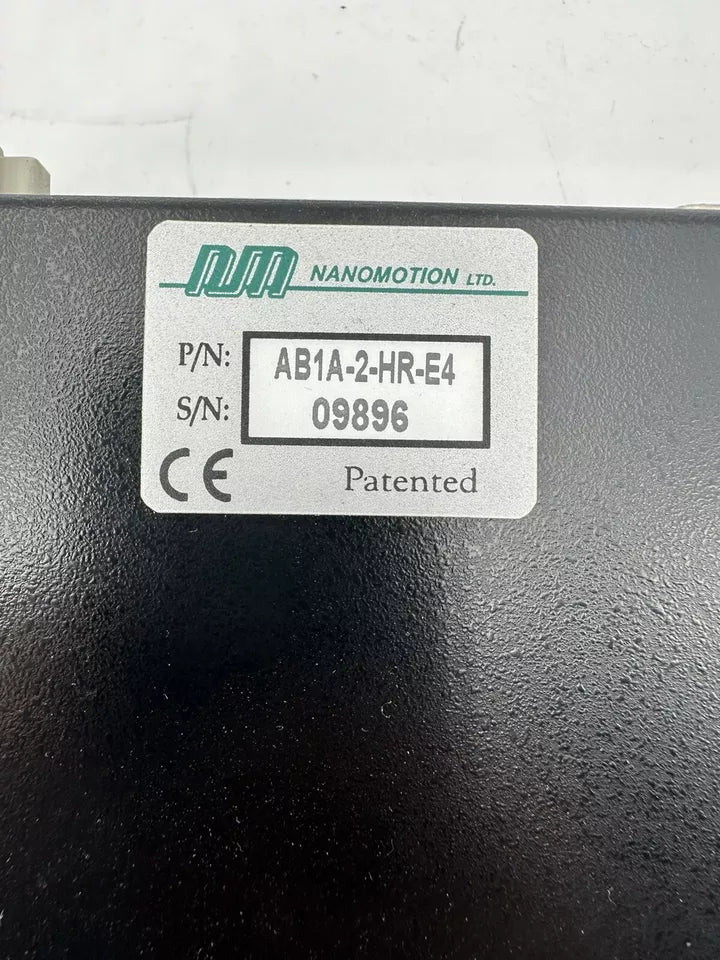 nm NANOMOTION LTD.
P/N: AB1A-2-HR-E4
S/N: 09896
CE Patented